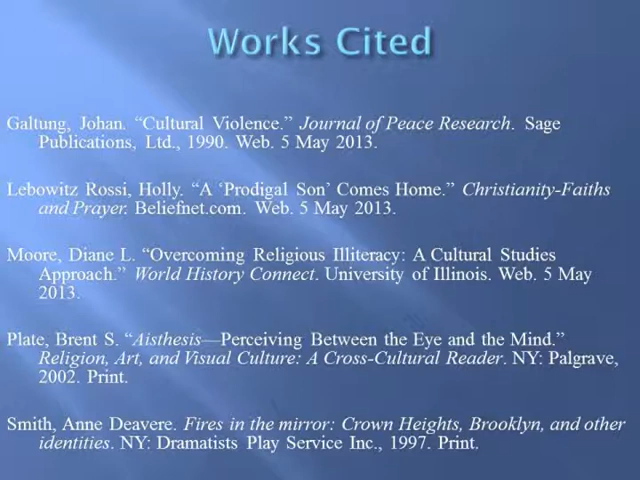 Works Cited
Galtung, Johan. “Cultural Violence.” Journal of Peace Research. Sage
Publications, Ltd., 1990. Web. 5 May 2013.
Lebowitz Rossi, Holly. “A ‘Prodigal Son’ Comes Home.” Christianity-Faiths
and Prayer. Beliefnet.com. Web. 5 May 2013.
Moore, Diane L. “Overcoming Religious Illiteracy: A Cultural Studies
Approach.” World History Connect. University of Illinois. Web. 5 May
2013.
Plate, Brent S. “Aisthesis—Perceiving Between the Eye and the Mind.”
Religion, Art, and Visual Culture: A Cross-Cultural Reader. NY: Palgrave,
2002. Print.
Smith, Anne Deavere. Fires in the mirror: Crown Heights, Brooklyn, and other
identities. NY: Dramatists Play Service Inc., 1997. Print.